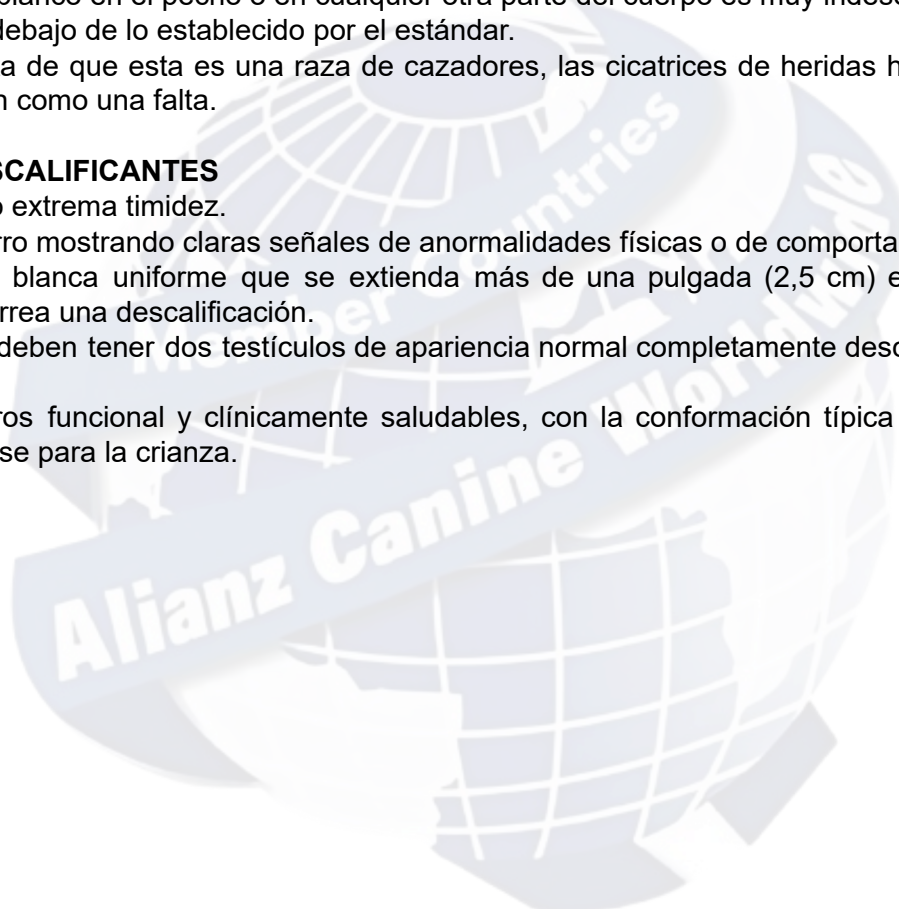 blanco en el pecho o en cualquier otra parte del cuerpo es muy
debajo de lo establecido por el estándar.
a de que esta es una raza de cazadores, las cicatrices de heridas h
n como una falta.
SCALIFICANTES
o extrema timidez.
rro mostrando claras señales de anormalidades físicas o de comporta
blanca uniforme que se extienda más de una pulgada (2,5 cm) e
rrea una descalificación.
deben tener dos testículos de apariencia normal completamente desc
ros funcional y clínicamente saludables, con la conformación típica
se para la crianza.
Member Countries
Alianz Canine Worldwide